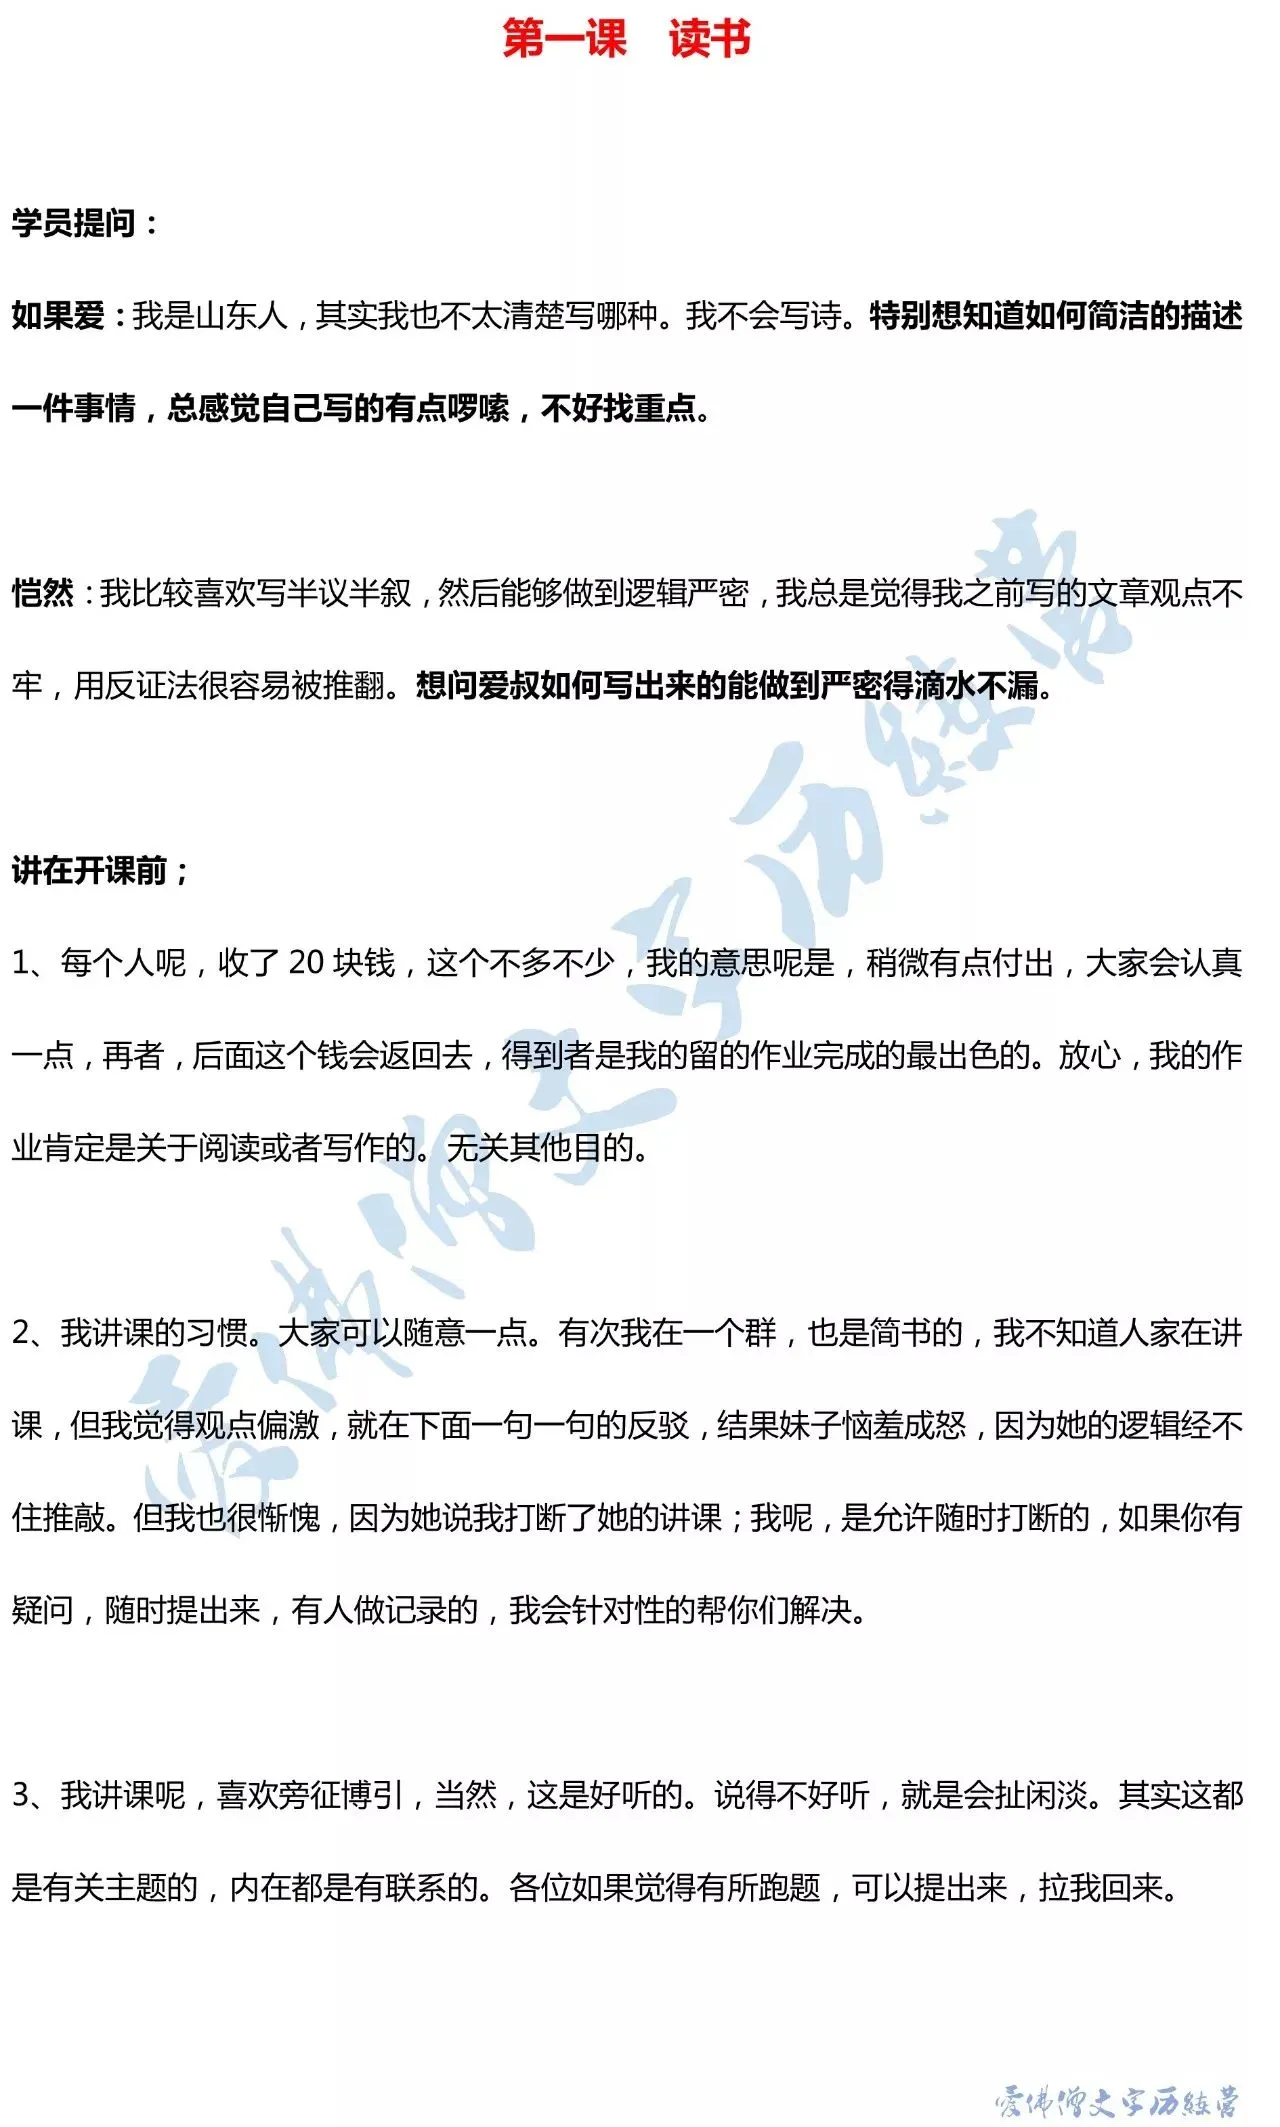 第一课　读书
学员提问：
如果爱：我是山东人，其实我也不太清楚写哪种。我不会写诗。特别想知道如何简洁的描述
一件事情，总感觉自己写的有点啰嗦，不好找重点。
恺然：我比较喜欢写半议半叙，然后能够做到逻辑严密，我总是觉得我之前写的文章观点不
牢，用反证法很容易被推翻。想问爱叔如何写出来的能做到严密得滴水不漏。
讲在开课前；
1、每个人呢，收了 20 块钱，这个不多不少，我的意思呢是，稍微有点付出，大家会认真
一点，再者，后面这个钱会返回去，得到者是我的留的作业完成的最出色的。放心，我的作
业肯定是关于阅读或者写作的。无关其他目的。
2、我讲课的习惯。大家可以随意一点。有次我在一个群，也是简书的，我不知道人家在讲
课，但我觉得观点偏激，就在下面一句一句的反驳，结果妹子恼羞成怒，因为她的逻辑经不
住推敲。但我也很惭愧，因为她说我打断了她的讲课；我呢，是允许随时打断的，如果你有
疑问，随时提出来，有人做记录的，我会针对性的帮你们解决。
3、我讲课呢，喜欢旁征博引，当然，这是好听的。说得不好听，就是会扯闲淡。其实这都
是有关主题的，内在都是有联系的。各位如果觉得有所跑题，可以提出来，拉我回来。
爱佛僧文字历练营
爱佛僧文字历练营